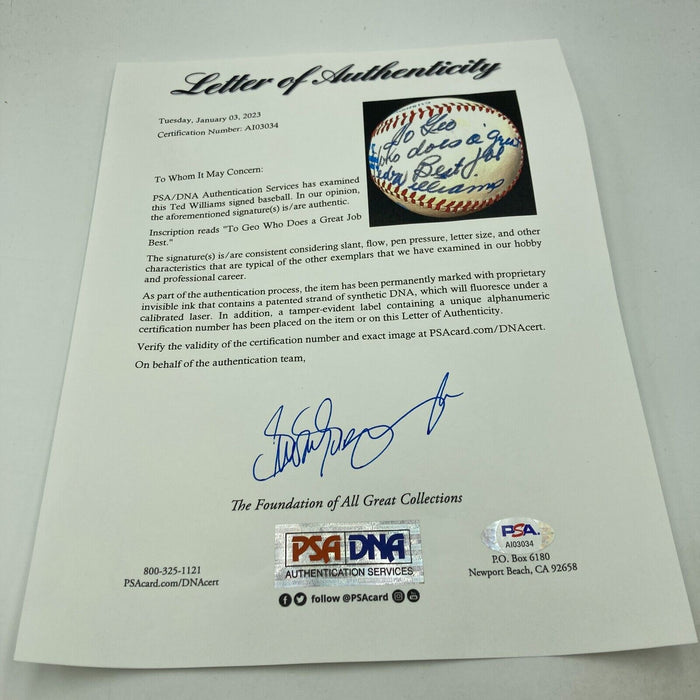 Letter of Authenticity
Tuesday, January 03, 2023
Certification Number: AI03034
To Geo
who does a great
Job Best
Williams
To Whom It May Concern:
PSA/DNA Authentication Services has examined
this Ted Williams signed baseball. In our opinion,
the aforementioned signature(s) is/are authentic.
Inscription reads "To Geo Who Does a Great Job
Best."
The signature(s) is/are consistent considering slant, flow, pen pressure, letter size, and other
characteristics that are typical of the other exemplars that we have examined in our hobby
and professional career.
As part of the authentication process, the item has been permanently marked with proprietary
invisible ink that contains a patented strand of synthetic DNA, which will fluoresce under a
calibrated laser. In addition, a tamper-evident label containing a unique alphanumeric
certification number has been placed on the item or on this Letter of Authenticity.
Verify the validity of the certification number and exact image at PSAcard.com/DNAcert.
On behalf of the authentication team,
The Foundation of All Great Collections
PSA DNA
AUTHENTICATION SERVICES
PSA.
AI03034
800-325-1121
PSAcard.com/DNAcert
P.O. Box 6180
Newport Beach, CA 92658
follow @PSAcard